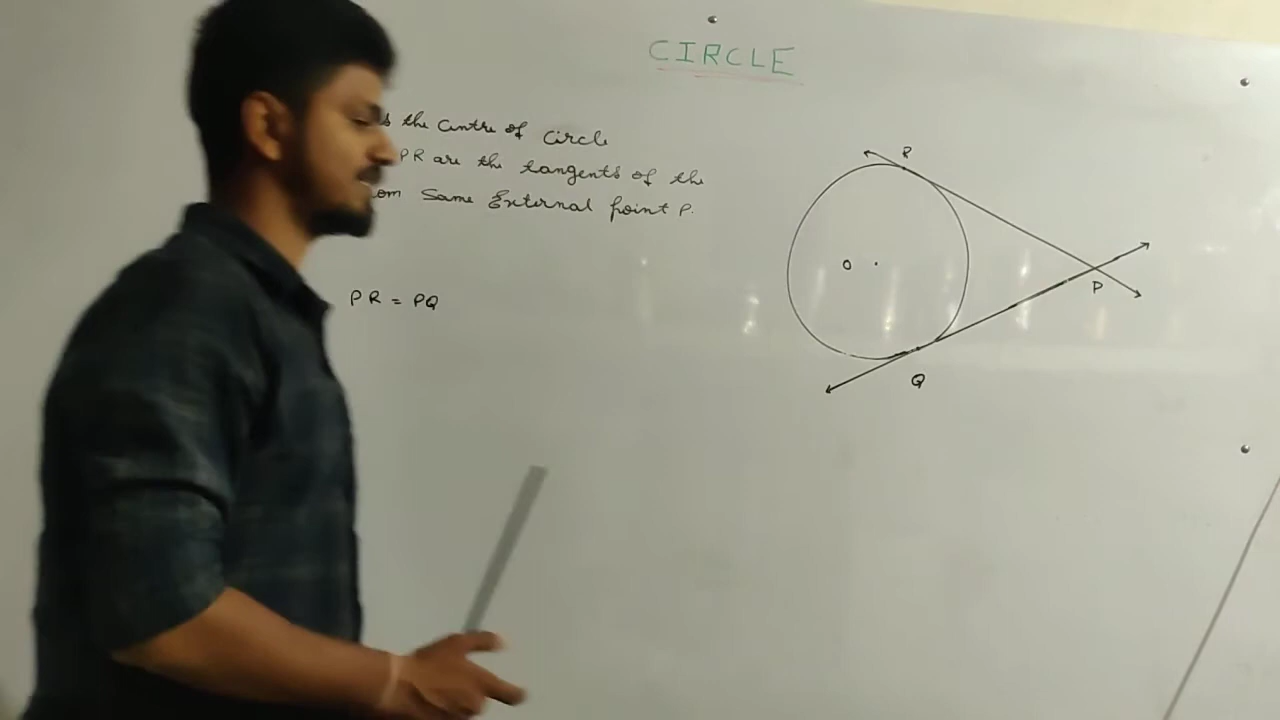 CIRCLE
the Centre of Circle
PR are the tangents of the
Same External point P.
PR = PQ
R
O
P
Q